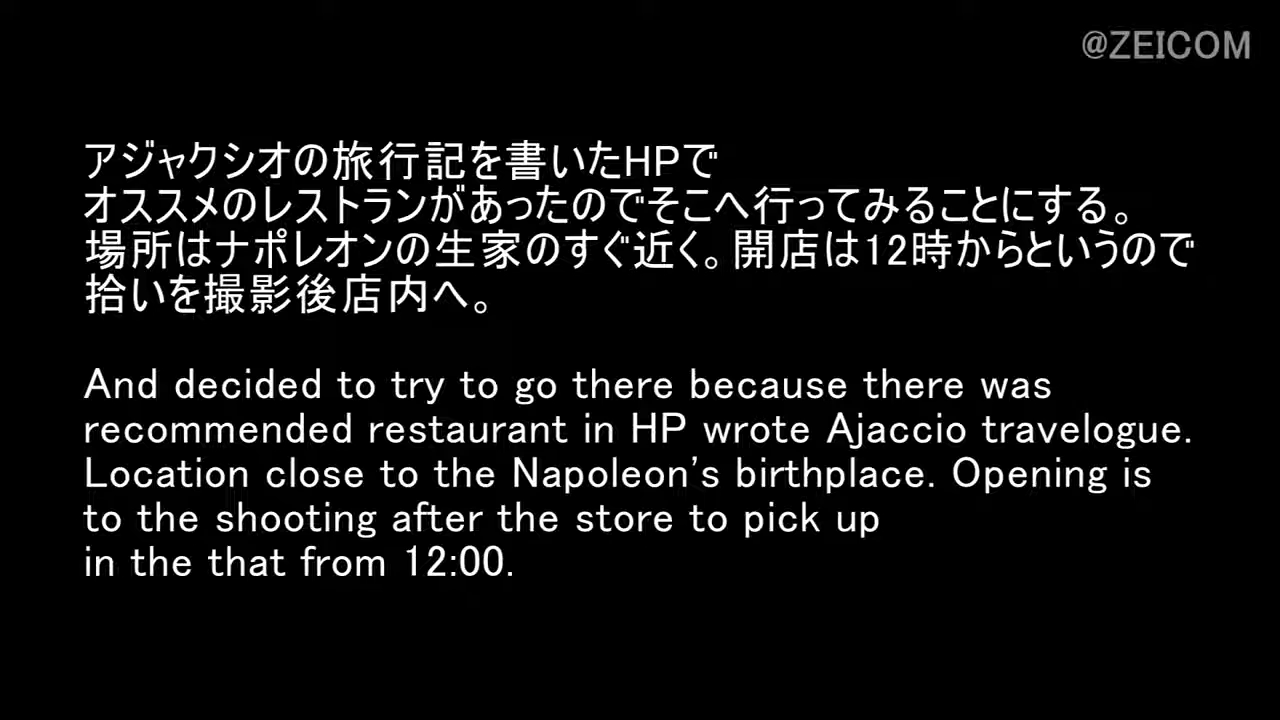 @ZEICOM
アジャクシオの旅行記を書いたHPで
オススメのレストランがあったのでそこへ行ってみることにする。
場所はナポレオンの生家のすぐ近く。開店は12時からというので
拾いを撮影後店内へ。
And decided to try to go there because there was
recommended restaurant in HP wrote Ajaccio travelogue.
Location close to the Napoleon's birthplace. Opening is
to the shooting after the store to pick up
in the that from 12:00.